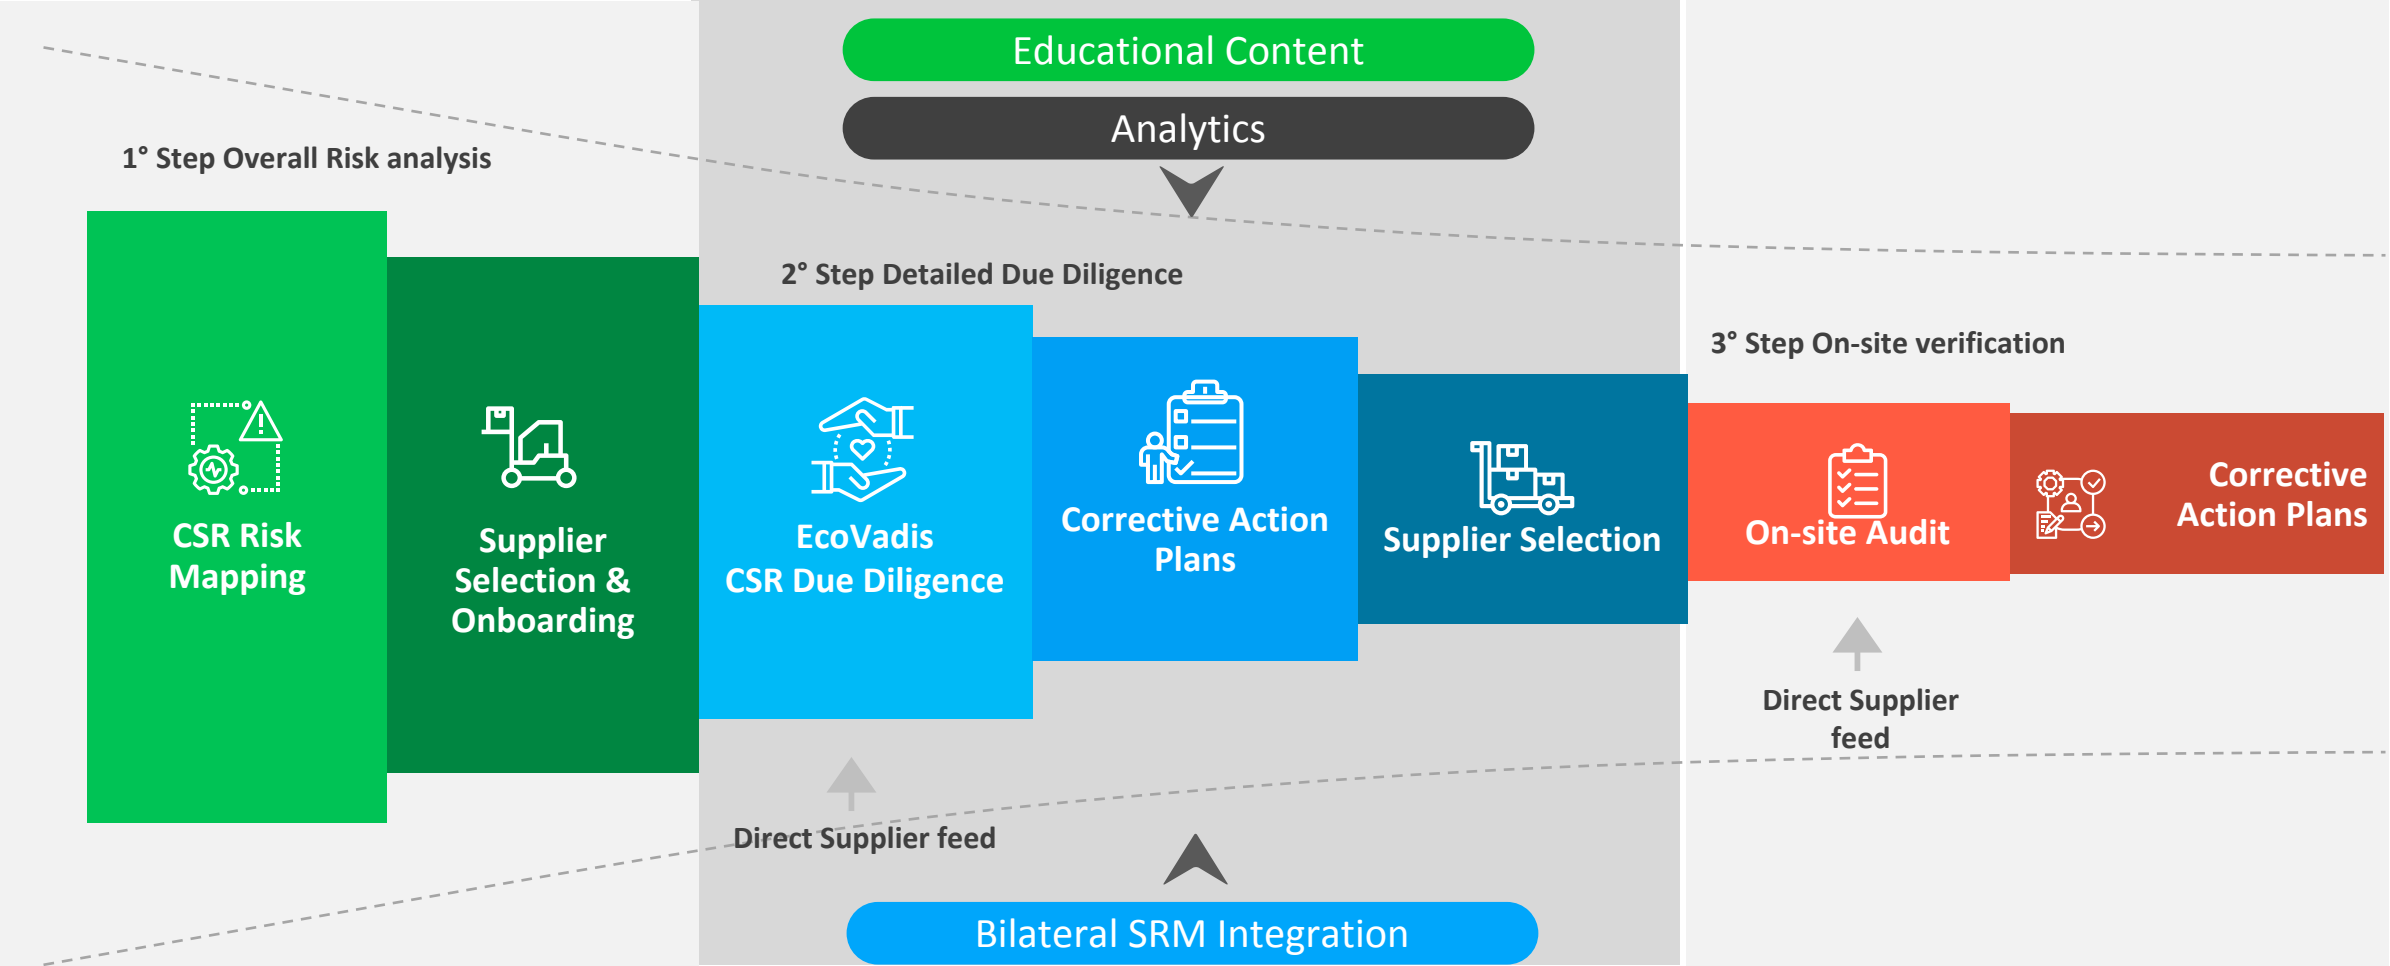 Educational Content
Analytics
1° Step Overall Risk analysis
2° Step Detailed Due Diligence
3° Step On-site verification
CSR Risk
Mapping
Supplier
Selection &
Onboarding
EcoVadis
CSR Due Diligence
Corrective Action
Plans
Supplier Selection
On-site Audit
Corrective
Action Plans
Direct Supplier feed
Direct Supplier
feed
Bilateral SRM Integration